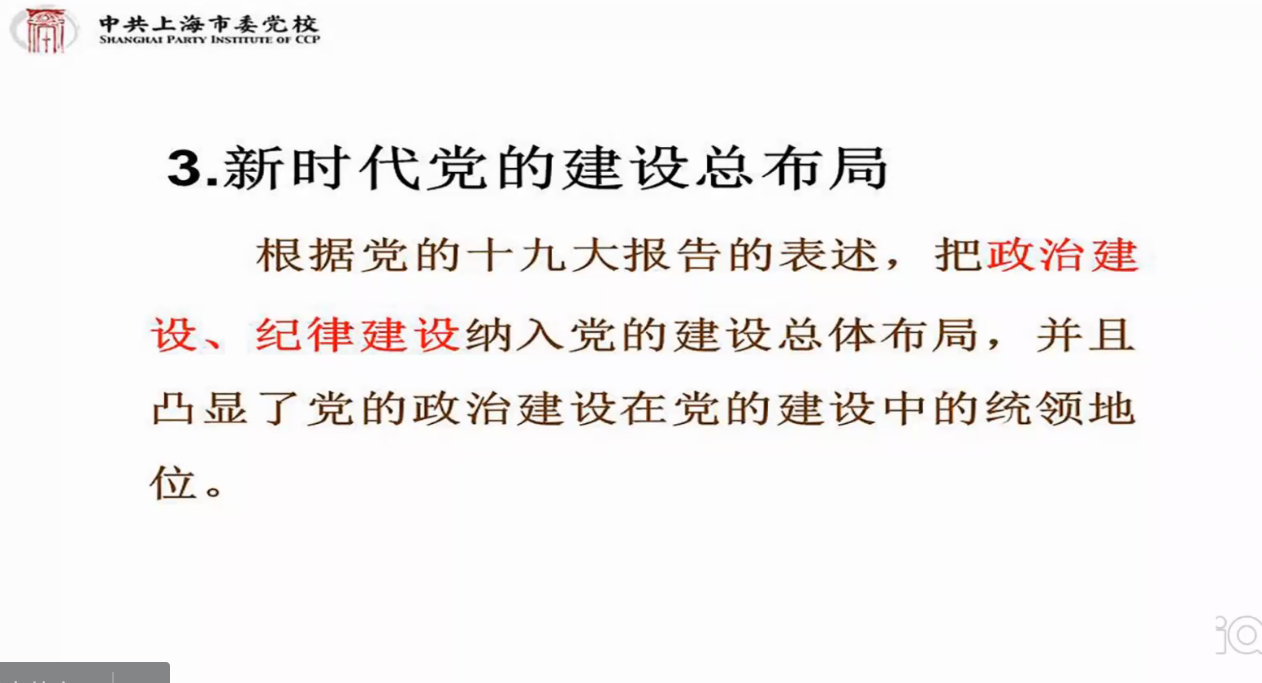 中共上海市委党校
SHANGHAI PARTY INSTITUTE OF CCP
3.新时代党的建设总布局
根据党的十九大报告的表述，把政治建
设、纪律建设纳入党的建设总体布局，并且
凸显了党的政治建设在党的建设中的统领地
位。